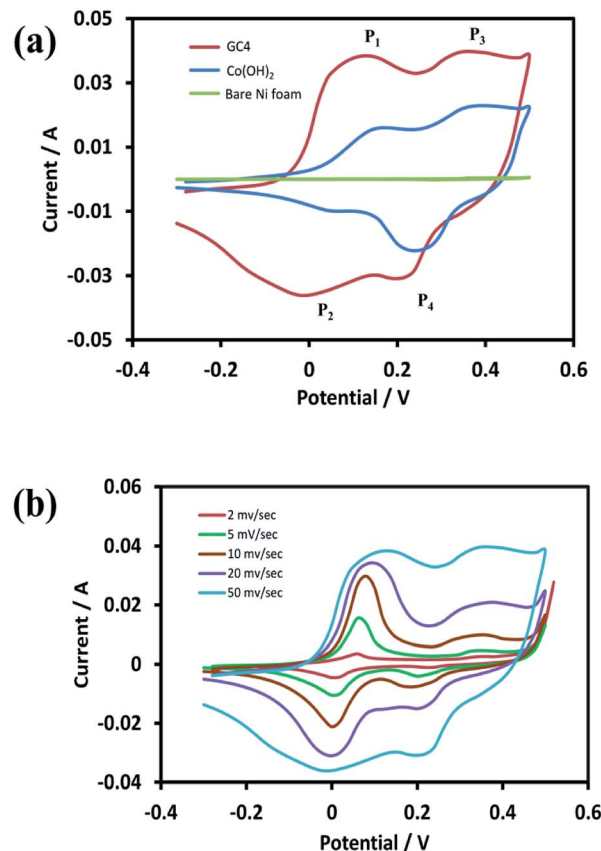 (a)
GC4
Co(OH)₂
Bare Ni foam
P₁
P₃
P₂
P₄
0.05
0.03
0.01
-0.01
-0.03
-0.05
Current / A
-0.4 -0.2 0 0.2 0.4 0.6
Potential / V
(b)
2 mv/sec
5 mV/sec
10 mv/sec
20 mv/sec
50 mv/sec
0.06
0.04
0.02
0
-0.02
-0.04
Current / A
-0.4 -0.2 0 0.2 0.4 0.6
Potential / V